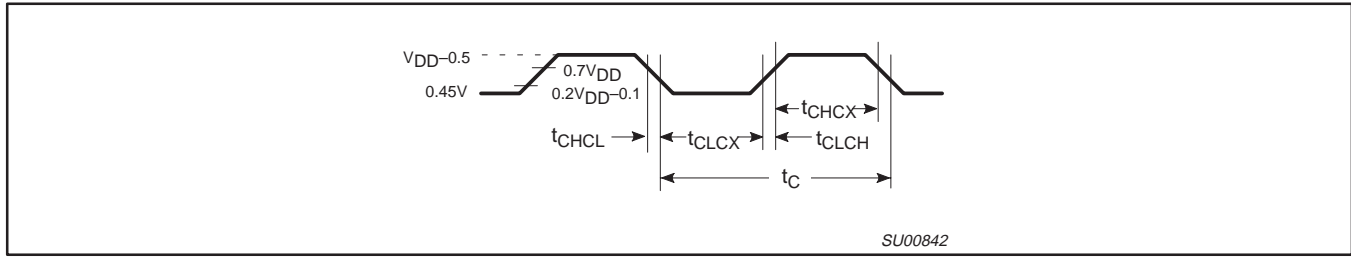 VDD–0.5
0.7VDD
0.45V
0.2VDD–0.1
tCHCX
tCHCL
tCLCX
tCLCH
tC
SU00842